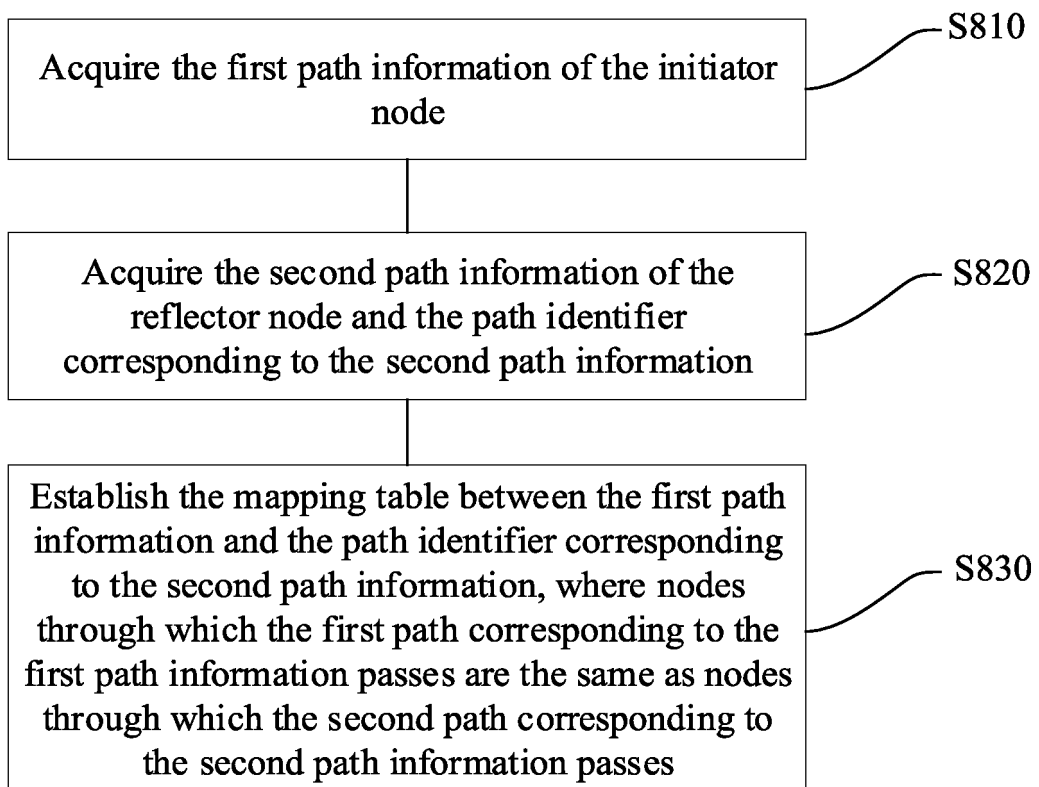 Acquire the first path information of the initiator
node
S810
Acquire the second path information of the
reflector node and the path identifier
corresponding to the second path information
S820
Establish the mapping table between the first path
information and the path identifier corresponding
to the second path information, where nodes
through which the first path corresponding to the
first path information passes are the same as nodes
through which the second path corresponding to
the second path information passes
S830